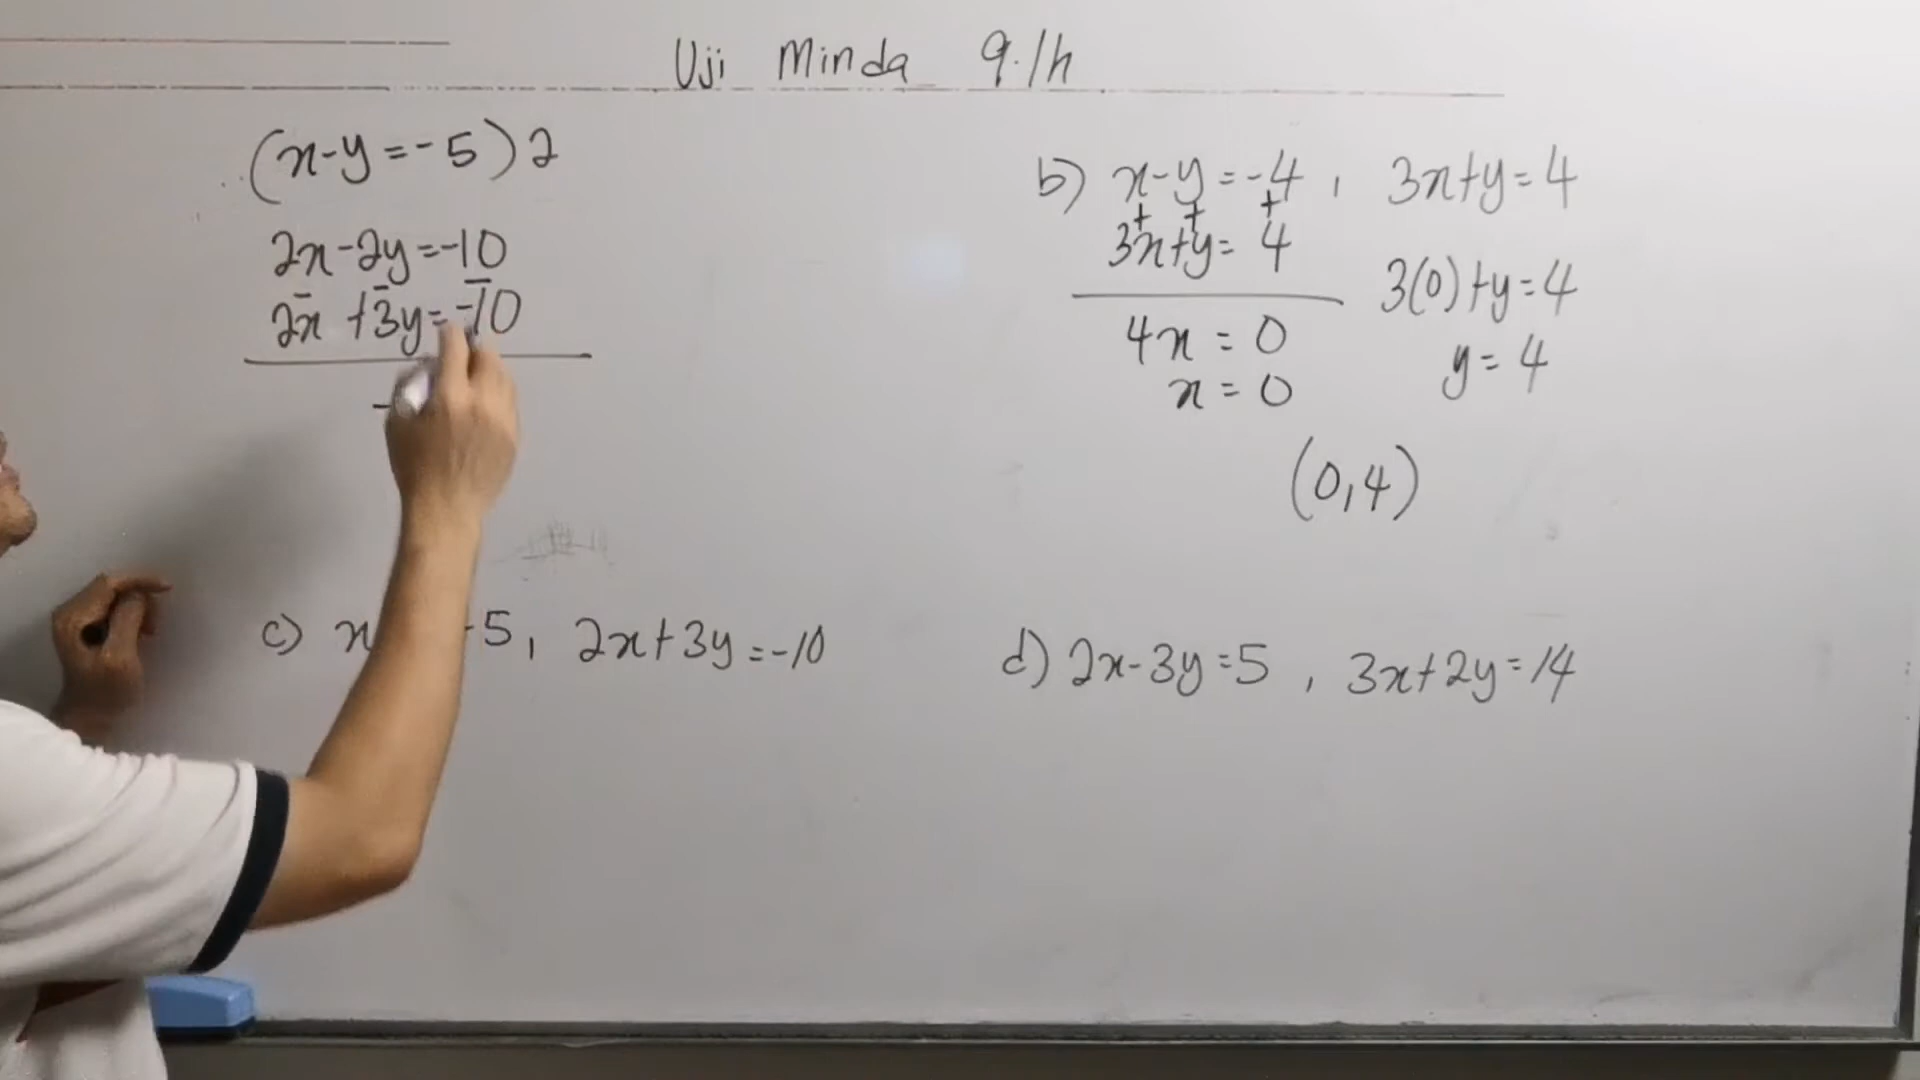 Uji Minda 9.1h
(x-y=-5)2
2x-2y=-10
2x+3y=-10
-
b) x-y=-4, 3x+y=4
+ + +
3x+y=4
4x=0
x=0
3(0)+y=4
y=4
(0,4)
c) x -5, 2x+3y=-10
d) 2x-3y=5, 3x+2y=14